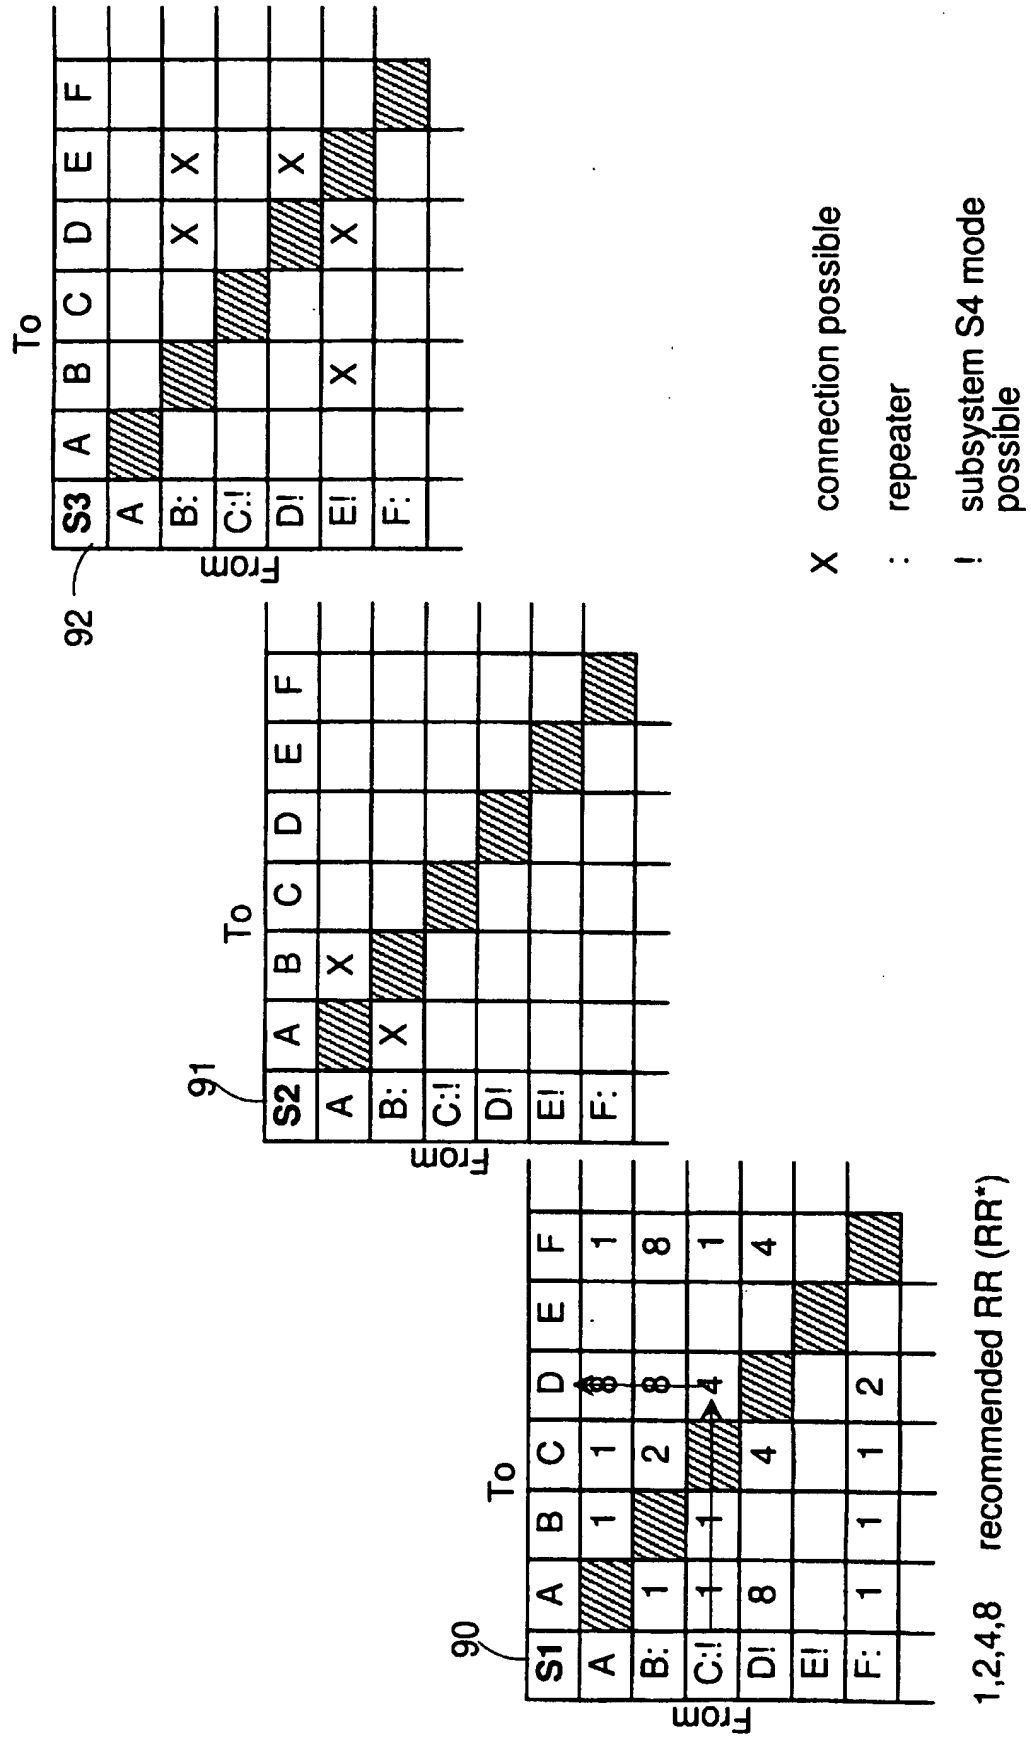 90
To
S1 A B C D E F
A 1 1 8 1
B: 1 2 8 8
C:! 1 1 4 1
D! 8 4 4
E!
F: 1 1 1 2
From
1,2,4,8 recommended RR (RR*)
91
To
S2 A B C D E F
A X
B: X
C:!
D!
E!
F:
From
92
To
S3 A B C D E F
A
B: X X
C:!
D! X
E! X X
F:
From
X connection possible
: repeater
! subsystem S4 mode
possible